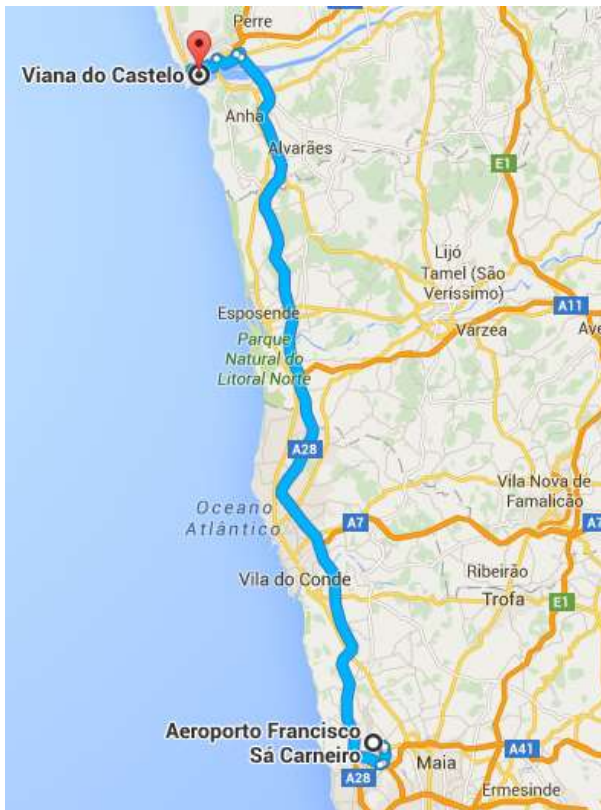 Perre
Viana do Castelo
Anha
Alvarães
E1
Lijó
Tamel (São
Veríssimo)
A11
Esposende
Varzea
Ave
Parque
Natural do
Litoral Norte
A28
Vila Nova de
Famalicão
Oceano
Atlântico
A7
A7
Vila do Conde
Ribeirão
Trofa
E1
Aeroporto Francisco
Sá Carneiro
A41
Maia
A28
Ermesinde